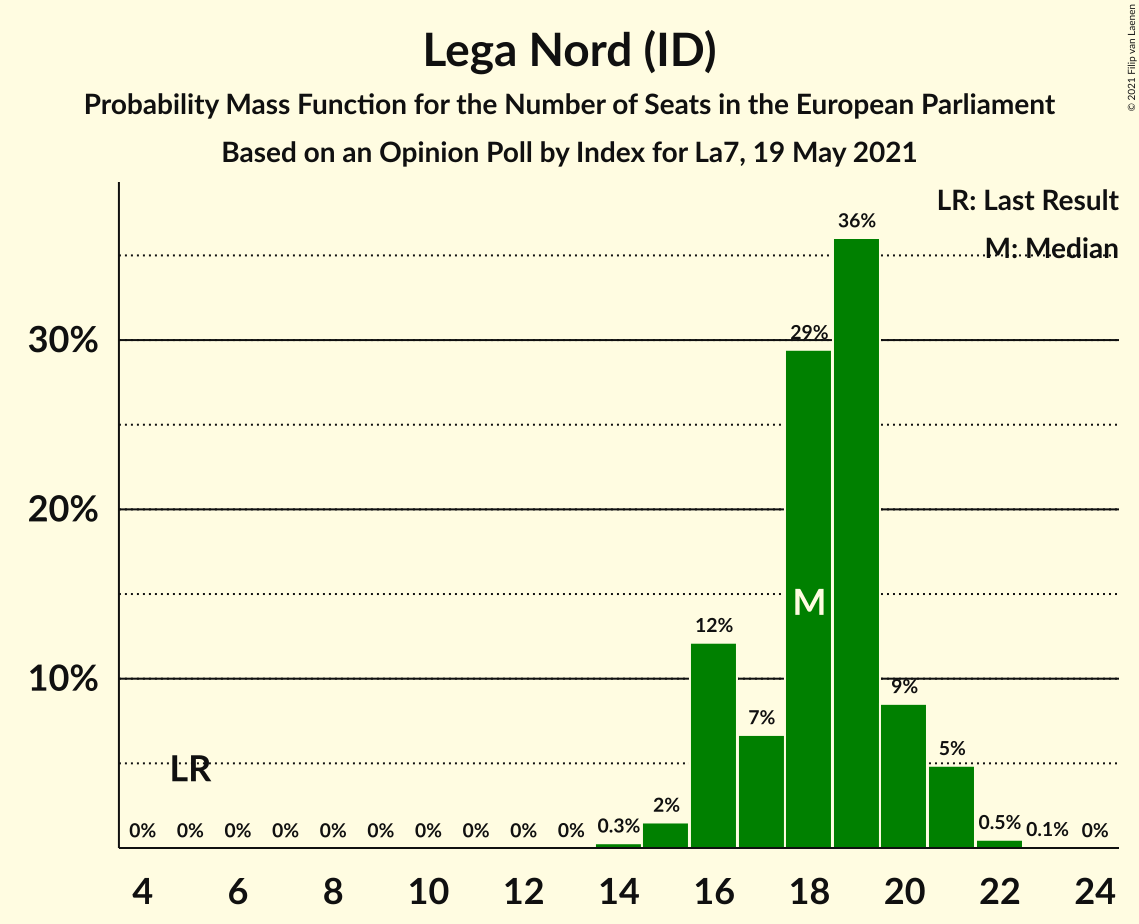 Lega Nord (ID)
Probability Mass Function for the Number of Seats in the European Parliament
Based on an Opinion Poll by Index for La7, 19 May 2021
© 2021 Filip van Laenen
LR: Last Result
M: Median
36%
29%
30%
20%
M
12%
10%
9%
7%
5%
LR
2%
0% 0% 0% 0% 0% 0% 0% 0% 0% 0% 0.3% 0.5% 0.1% 0%
4 6 8 10 12 14 16 18 20 22 24